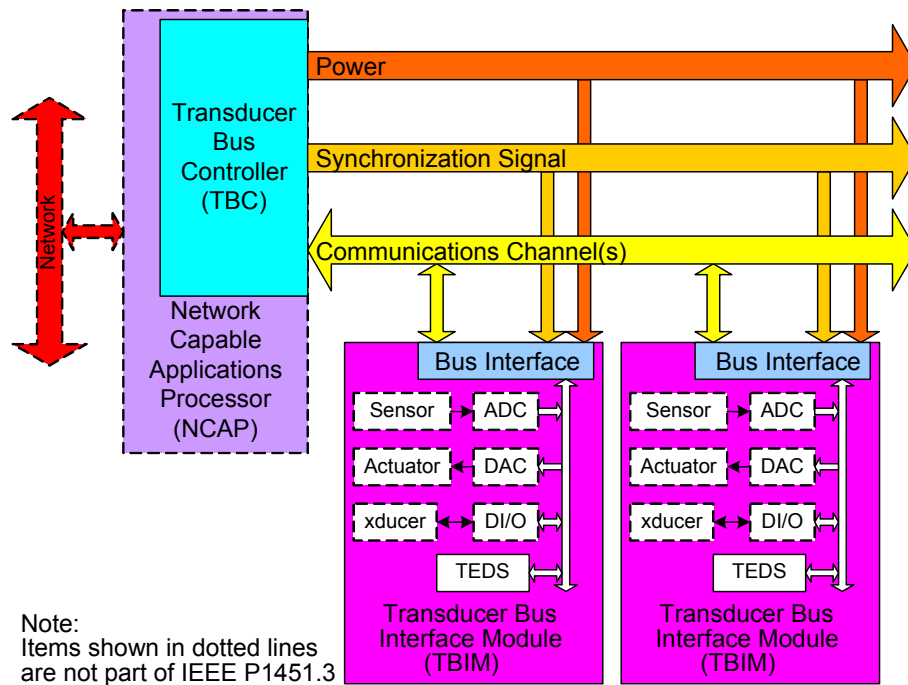 Power
Transducer
Bus
Controller
(TBC)
Synchronization Signal
Network
Communications Channel(s)
Network
Capable
Applications
Processor
(NCAP)
Bus Interface
Sensor
ADC
Actuator
DAC
xducer
DI/O
TEDS
Transducer Bus
Interface Module
(TBIM)
Bus Interface
Sensor
ADC
Actuator
DAC
xducer
DI/O
TEDS
Transducer Bus
Interface Module
(TBIM)
Note:
Items shown in dotted lines
are not part of IEEE P1451.3